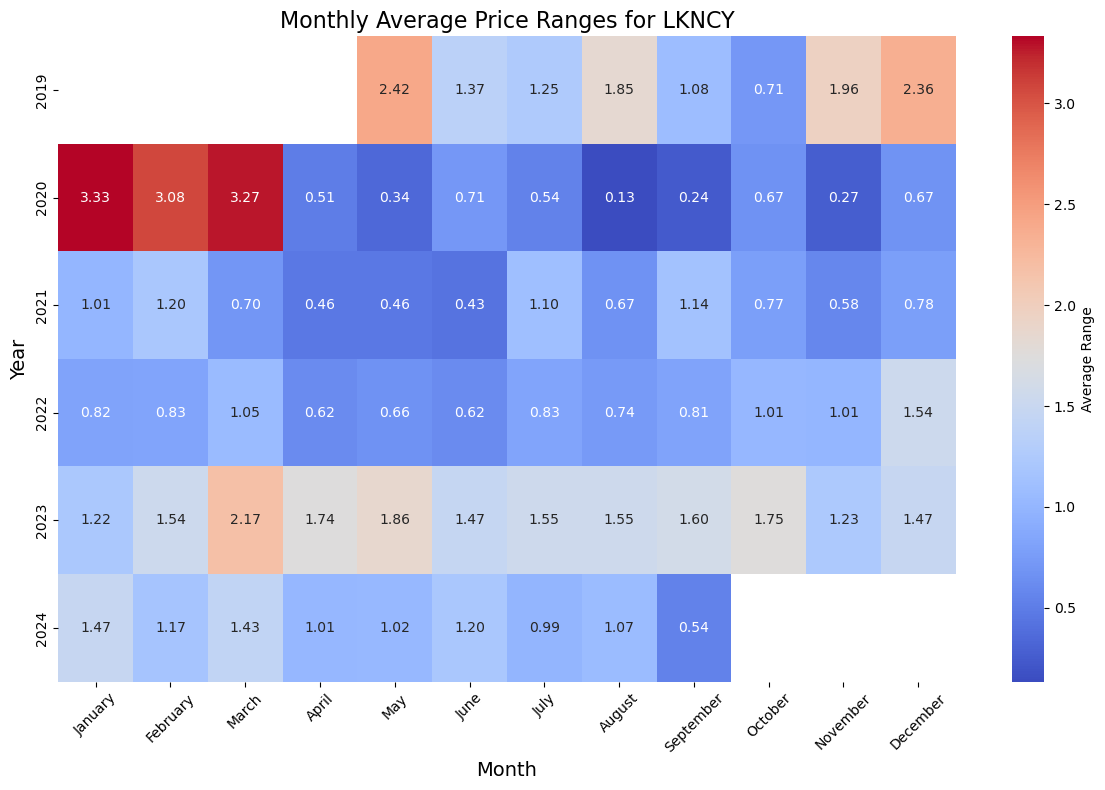 Monthly Average Price Ranges for LKNCY
2019 2.42 1.37 1.25 1.85 1.08 0.71 1.96 2.36
2020 3.33 3.08 3.27 0.51 0.34 0.71 0.54 0.13 0.24 0.67 0.27 0.67
2021 1.01 1.20 0.70 0.46 0.46 0.43 1.10 0.67 1.14 0.77 0.58 0.78
2022 0.82 0.83 1.05 0.62 0.66 0.62 0.83 0.74 0.81 1.01 1.01 1.54
2023 1.22 1.54 2.17 1.74 1.86 1.47 1.55 1.55 1.60 1.75 1.23 1.47
2024 1.47 1.17 1.43 1.01 1.02 1.20 0.99 1.07 0.54
Year
January February March April May June July August September October November December
Month
3.0
2.5
2.0
1.5
1.0
0.5
Average Range